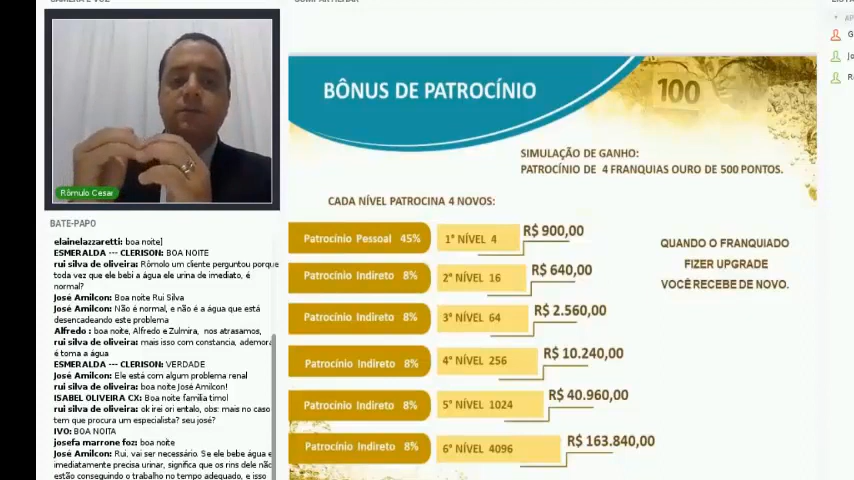 Rômulo Cesar
BATE-PAPO
elainelazzaretti: boa noite]
ESMERALDA --- CLERISON: BOA NOITE
rui silva de oliveira: Rômulo um cliente perguntou porque
toda vez que ele bebi a água ele urina de imediato, é
normal?
José Amilcon: Boa noite Rui Silva
José Amilcon: Não é normal, e não é a água que está
desencadeando este problema
Alfredo : boa noite, Alfredo e Zulmira, nos atrasamos,
rui silva de oliveira: mais isso com constancia, ademora
é toma a água
ESMERALDA --- CLERISON: VERDADE
José Amilcon: Ele está com algum problema renal
rui silva de oliveira: boa noite José Amilcon!
ISABEL OLIVEIRA CX: Boa noite familia timol
rui silva de oliveira: ok irei ori entalo, obs: mais no caso
tem que procura um especialista? seu josé?
IVO: BOA NOITA
josefa marrone foz: boa noite
José Amilcon: Rui, vai ser necessário. Se ele bebe água e
imediatamente precisa urinar, significa que os rins dele não
estão conseguindo o trabalho no tempo adequado, e isso
BÔNUS DE PATROCÍNIO
100
SIMULAÇÃO DE GANHO:
PATROCÍNIO DE 4 FRANQUIAS OURO DE 500 PONTOS.
CADA NÍVEL PATROCINA 4 NOVOS:
Patrocínio Pessoal 45% 1° NÍVEL 4 R$ 900,00
Patrocínio Indireto 8% 2° NÍVEL 16 R$ 640,00
Patrocínio Indireto 8% 3° NÍVEL 64 R$ 2.560,00
Patrocínio Indireto 8% 4° NÍVEL 256 R$ 10.240,00
Patrocínio Indireto 8% 5° NÍVEL 1024 R$ 40.960,00
Patrocínio Indireto 8% 6° NÍVEL 4096 R$ 163.840,00
QUANDO O FRANQUIADO
FIZER UPGRADE
VOCÊ RECEBE DE NOVO.